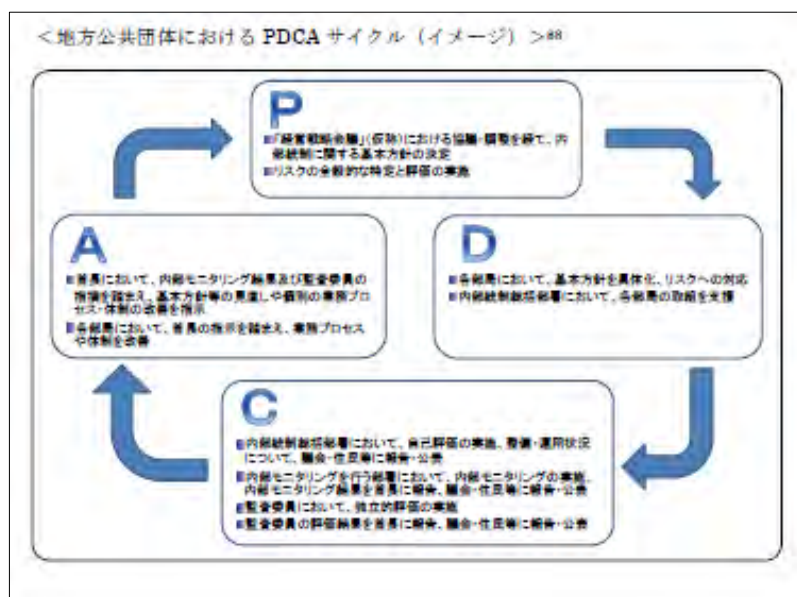 ＜地方公共団体における PDCA サイクル（イメージ）＞68
P
■「経営戦略会議」（仮称）における協議・調整を経て、内
部統制に関する基本方針の決定
■リスクの全般的な特定と評価の実施
A
■首長において、内部モニタリング結果及び監査委員の
指摘を踏まえ、基本方針等の見直しや個別の業務プロ
セス・体制の改善を指示
■各部局において、首長の指示を踏まえ、業務プロセス
や体制を改善
D
■各部局において、基本方針を具体化、リスクへの対応
■内部統制総括部署において、各部局の取組を支援
C
■内部統制総括部署において、自己評価の実施、整備・運用状況
について、議会・住民等に報告・公表
■内部モニタリングを行う部署において、内部モニタリングの実施、
内部モニタリング結果を首長に報告、議会・住民等に報告・公表
■監査委員において、独立的評価の実施
■監査委員の評価結果を首長に報告、議会・住民等に報告・公表